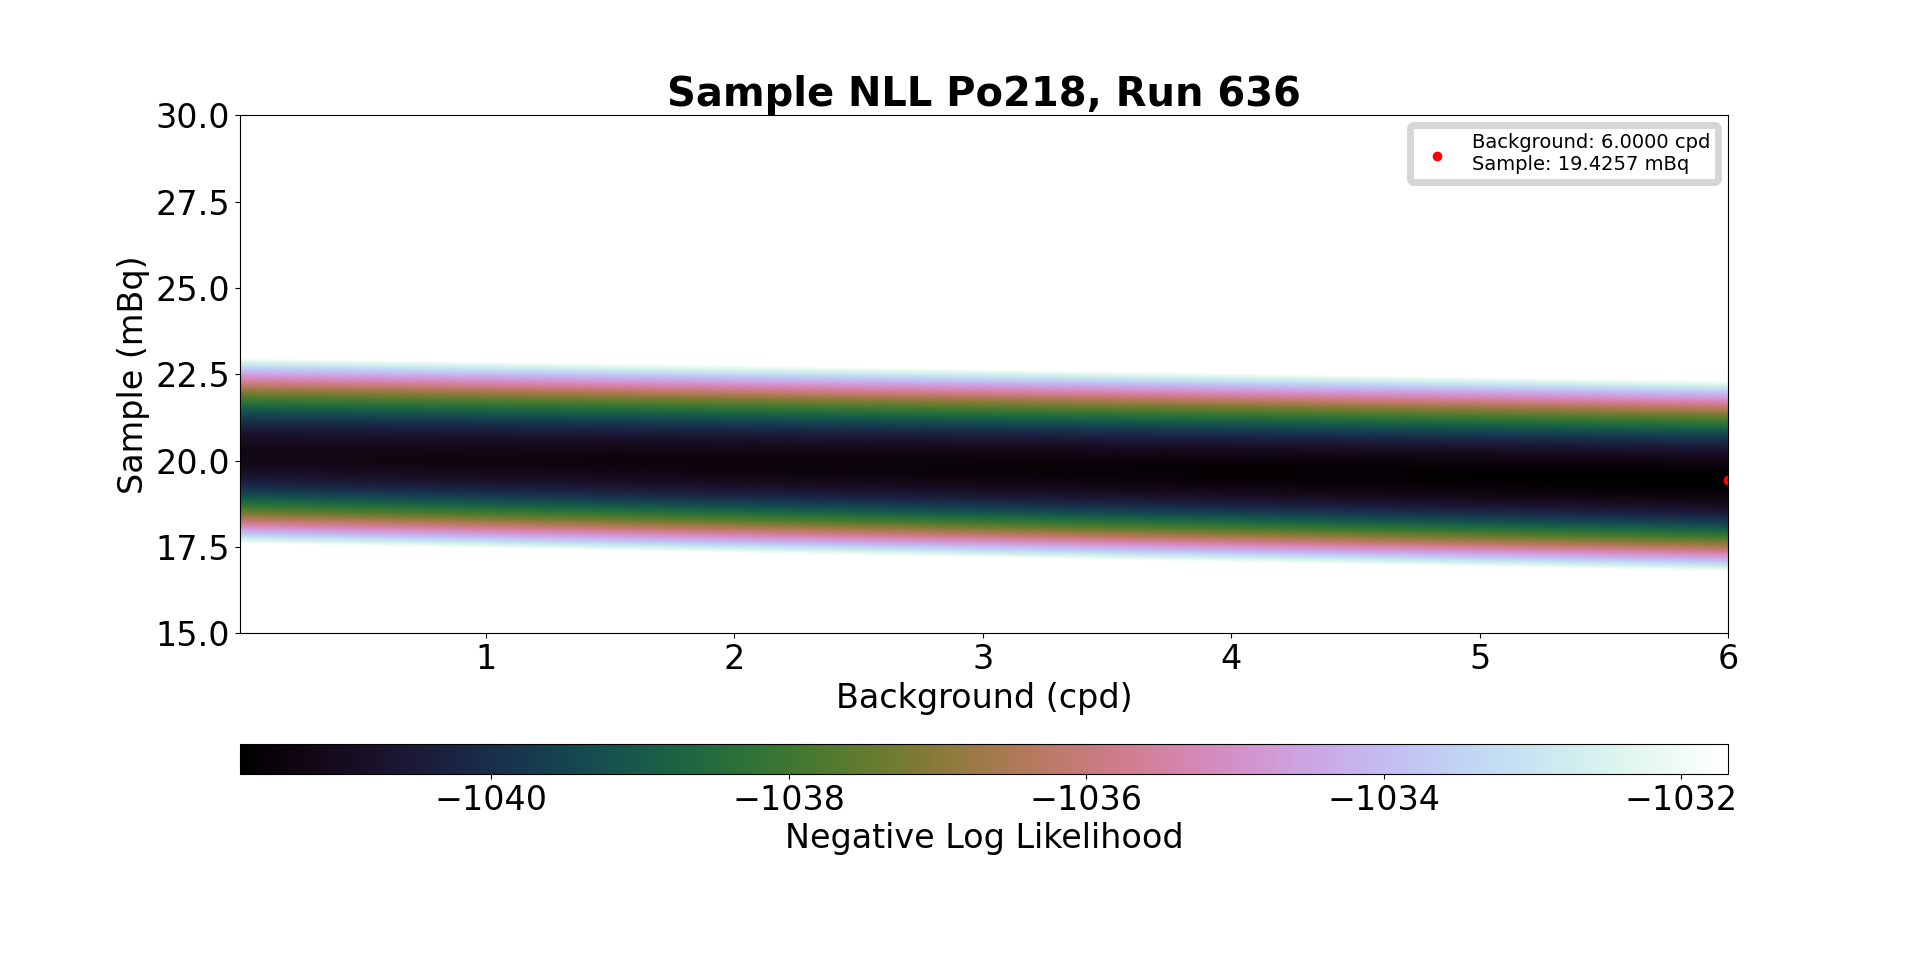 Sample NLL Po218, Run 636
Background: 6.0000 cpd
Sample: 19.4257 mBq
30.0
27.5
25.0
22.5
20.0
17.5
15.0
Sample (mBq)
1 2 3 4 5 6
Background (cpd)
−1040 −1038 −1036 −1034 −1032
Negative Log Likelihood